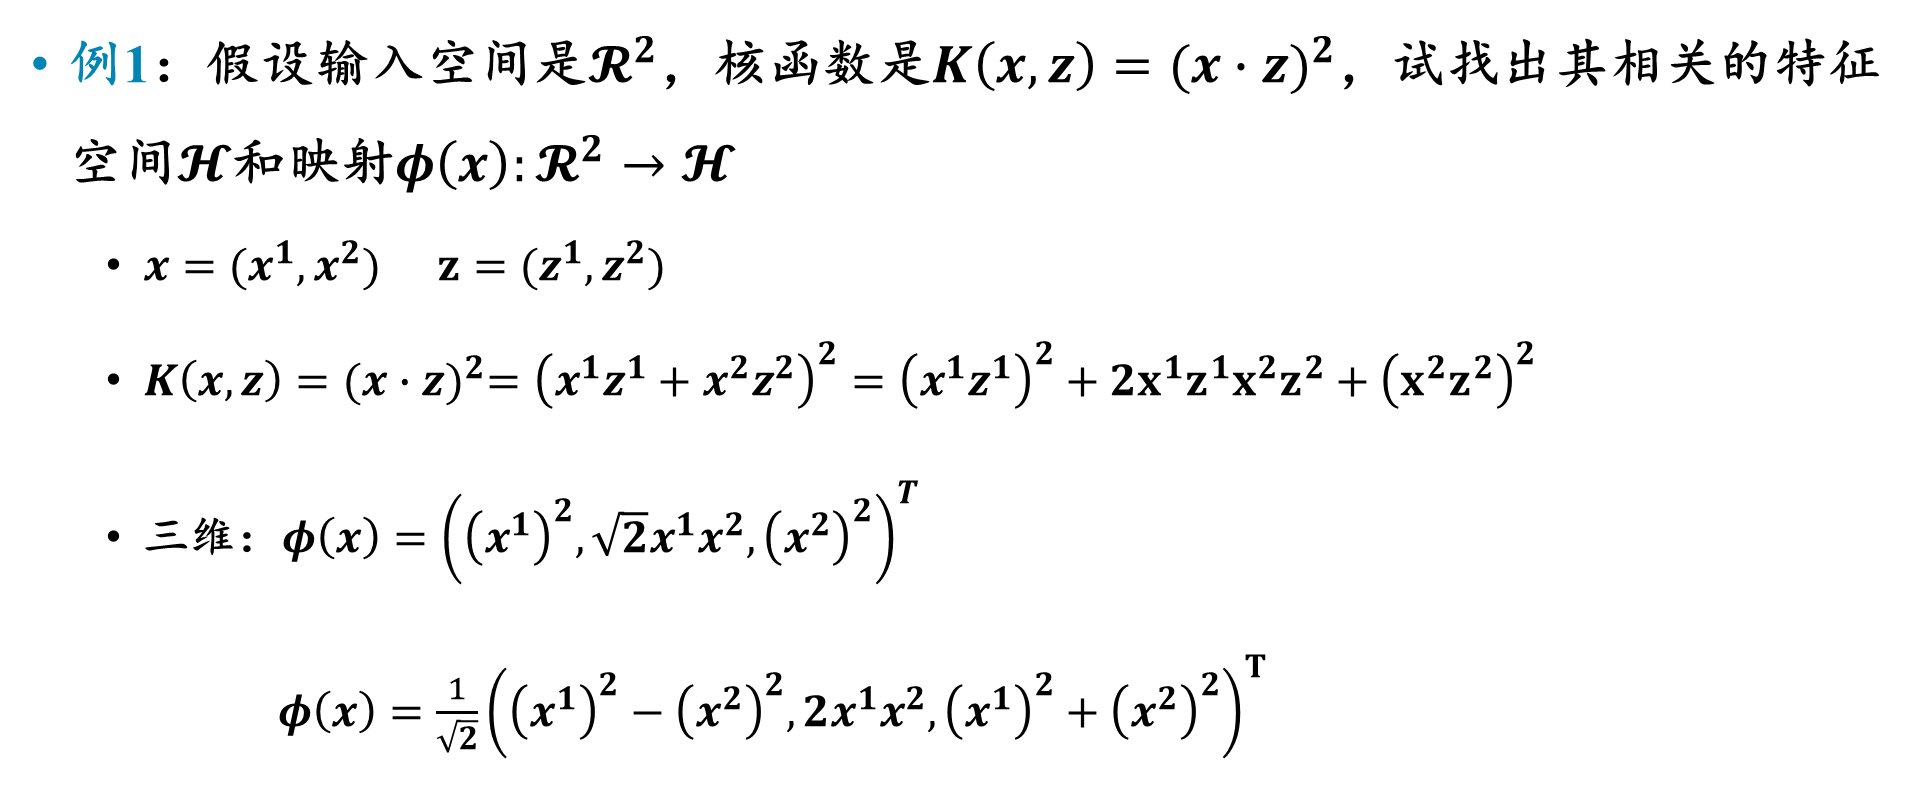 • 例1：假设输入空间是𝓡²，核函数是K(x, z) = (x · z)²，试找出其相关的特征
空间𝓗和映射ϕ(x): 𝓡² → 𝓗
• x = (x¹, x²)  z = (z¹, z²)
• K(x, z) = (x · z)²= (x¹z¹ + x²z²)² = (x¹z¹)² + 2x¹z¹x²z² + (x²z²)²
• 三维：ϕ(x) = ((x¹)², √2x¹x², (x²)²)ᵀ
ϕ(x) = 1/√2 ((x¹)² − (x²)², 2x¹x², (x¹)² + (x²)²)ᵀ